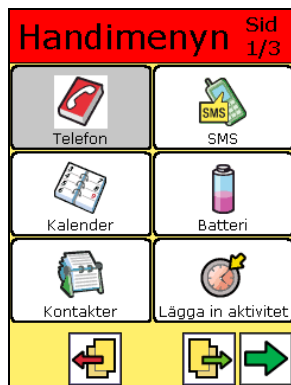 Handimenyn Sid
1/3
Telefon SMS
SMS
Kalender Batteri
Kontakter Lägga in aktivitet